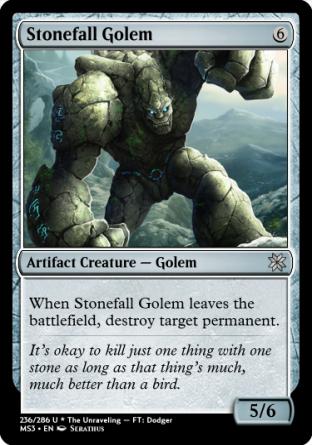 Stonefall Golem 6
Artifact Creature — Golem
When Stonefall Golem leaves the
battlefield, destroy target permanent.
It's okay to kill just one thing with one
stone as long as that thing's much,
much better than a bird.
5/6
236/286 U * The Unraveling — FT: Dodger
MS3 • EN Serathus